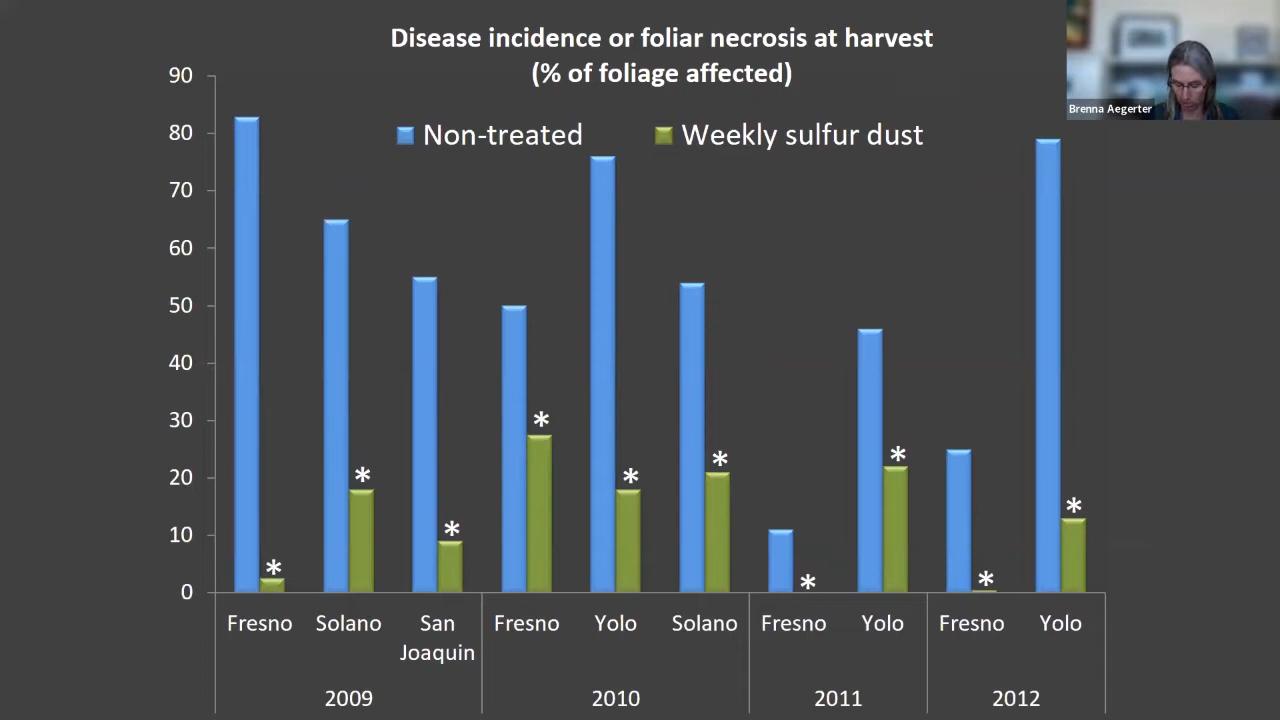 Disease incidence or foliar necrosis at harvest
(% of foliage affected)
Brenna Aegerter
Non-treated
Weekly sulfur dust
90
80
70
60
50
40
30
20
10
0
* * * * * * * * * *
Fresno Solano San Joaquin Fresno Yolo Solano Fresno Yolo Fresno Yolo
2009 2010 2011 2012